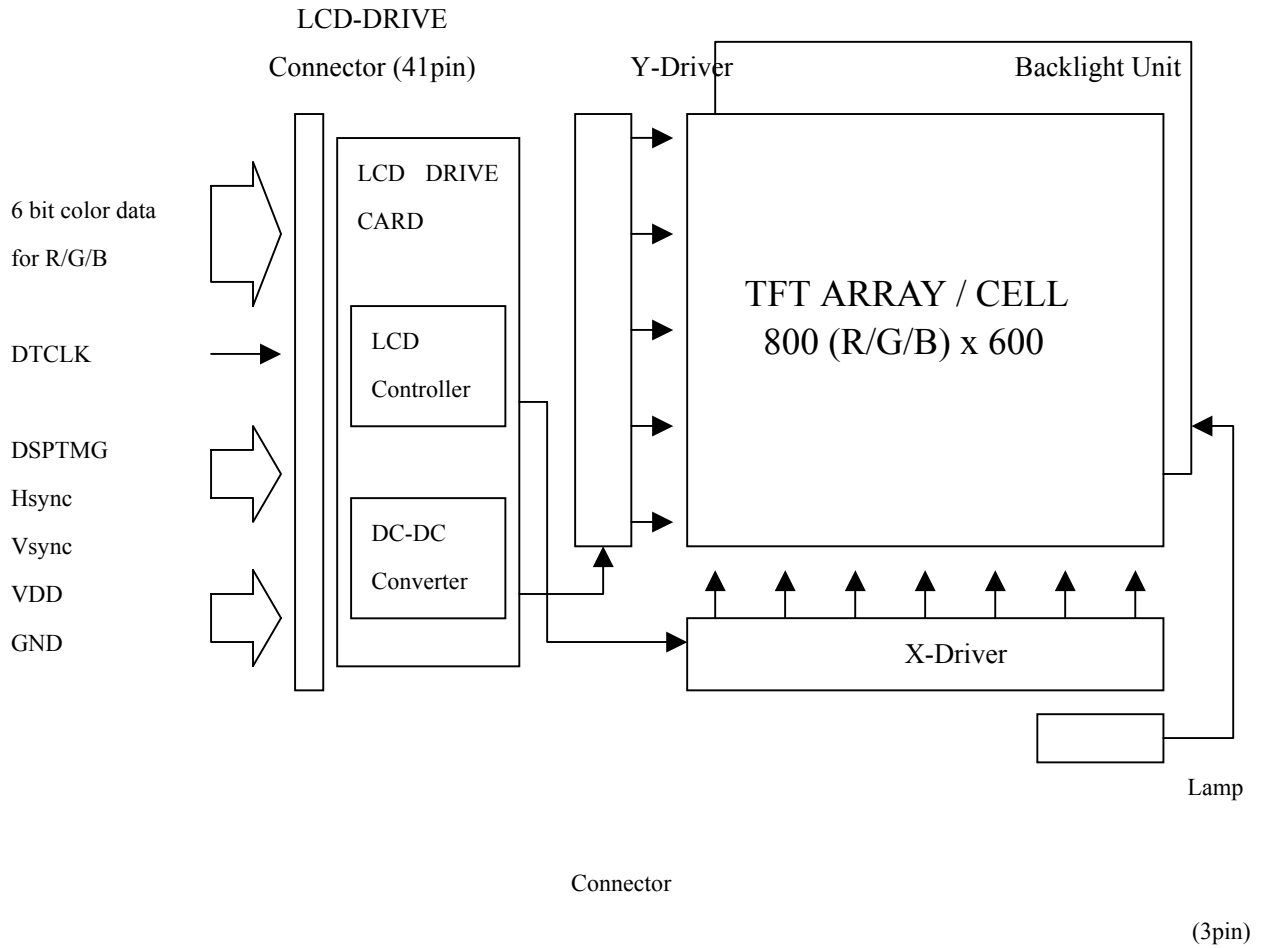 LCD-DRIVE
Connector (41pin)
Y-Driver
Backlight Unit
LCD DRIVE
CARD
6 bit color data
for R/G/B
TFT ARRAY / CELL
800 (R/G/B) x 600
DTCLK
LCD
Controller
DSPTMG
Hsync
Vsync
VDD
GND
DC-DC
Converter
X-Driver
Lamp
Connector
(3pin)